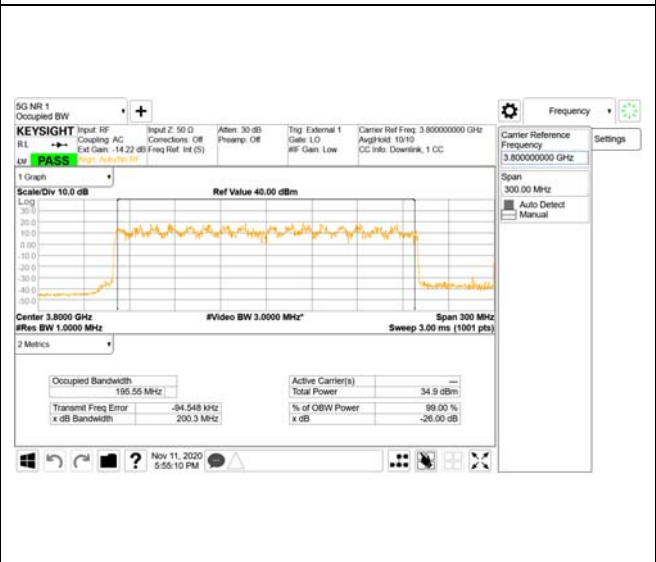 5G NR 1
Occupied BW
Frequency
KEYSIGHT
Input: RF
Coupling: AC
Ext Gain: -14.22 dB
Align: Auto/No RF
Input Z: 50 Ω
Corrections: Off
Freq Ref: Int (S)
Atten: 30 dB
Preamp: Off
Trig: External 1
Gate: LO
#IF Gain: Low
Carrier Ref Freq: 3.800000000 GHz
Avg|Hold: 10/10
CC Info: Downlink, 1 CC
R L
PASS
Carrier Reference
Frequency
3.800000000 GHz
Settings
Span
300.00 MHz
Auto Detect
Manual
1 Graph
Scale/Div 10.0 dB
Ref Value 40.00 dBm
Log
30.0
20.0
10.0
0.00
-10.0
-20.0
-30.0
-40.0
-50.0
Center 3.8000 GHz
#Video BW 3.0000 MHz*
Span 300 MHz
#Res BW 1.0000 MHz
Sweep 3.00 ms (1001 pts)
2 Metrics
Occupied Bandwidth
195.55 MHz
Active Carrier(s)
---
Total Power
34.9 dBm
Transmit Freq Error
-94.548 kHz
% of OBW Power
99.00 %
x dB Bandwidth
200.3 MHz
x dB
-26.00 dB
?
Nov 11, 2020
5:55:10 PM